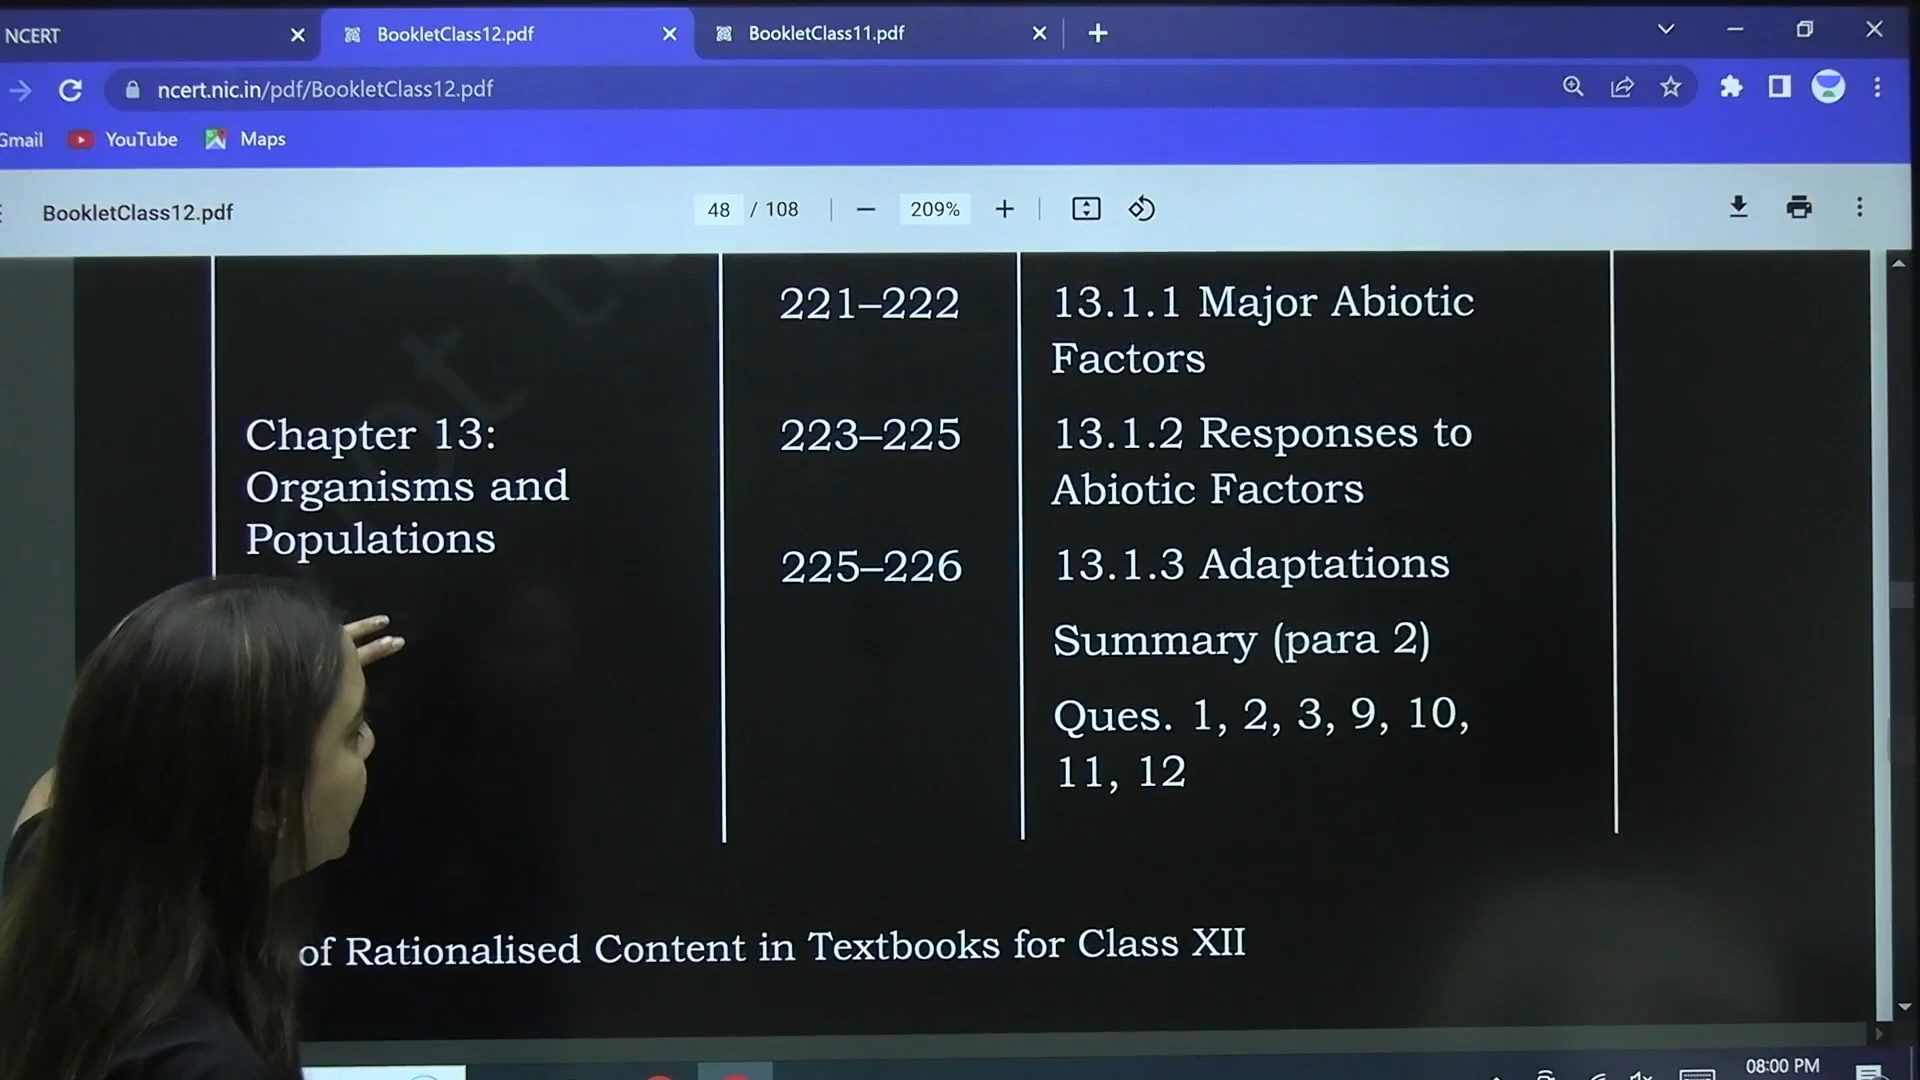 NCERT
BookletClass12.pdf
BookletClass11.pdf
ncert.nic.in/pdf/BookletClass12.pdf
Gmail
YouTube
Maps
BookletClass12.pdf
48 / 108
209%
221–222
13.1.1 Major Abiotic
Factors
Chapter 13:
Organisms and
Populations
223–225
13.1.2 Responses to
Abiotic Factors
225–226
13.1.3 Adaptations
Summary (para 2)
Ques. 1, 2, 3, 9, 10,
11, 12
of Rationalised Content in Textbooks for Class XII
08:00 PM